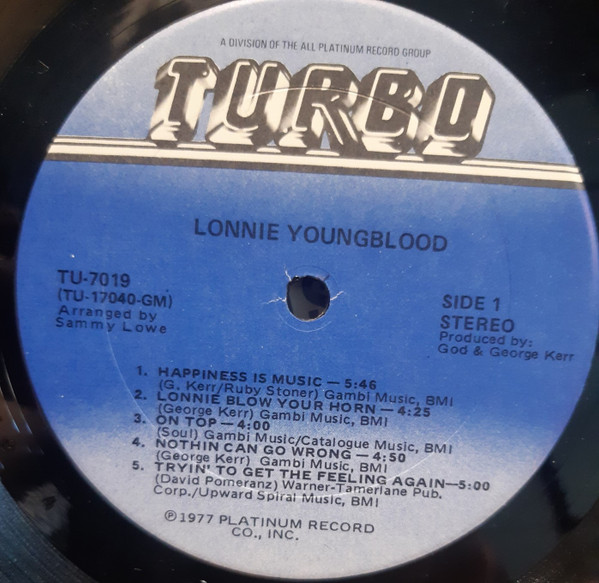 A DIVISION OF THE ALL PLATINUM RECORD GROUP
TURBO
LONNIE YOUNGBLOOD
TU-7019
(TU-17040-GM)
Arranged by
Sammy Lowe
SIDE 1
STEREO
Produced by:
God & George Kerr
1. HAPPINESS IS MUSIC — 5:46
(G. Kerr/Ruby Stoner) Gambi Music, BMI
2. LONNIE BLOW YOUR HORN — 4:25
(George Kerr) Gambi Music, BMI
3. ON TOP — 4:00
(Soul) Gambi Music/Catalogue Music, BMI
4. NOTHIN CAN GO WRONG — 4:50
(George Kerr) Gambi Music, BMI
5. TRYIN' TO GET THE FEELING AGAIN—5:00
(David Pomeranz) Warner-Tamerlane Pub.
Corp./Upward Spiral Music, BMI
℗ 1977 PLATINUM RECORD
CO., INC.